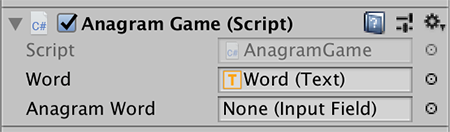 Anagram Game (Script)
Script AnagramGame
Word Word (Text)
Anagram Word None (Input Field)